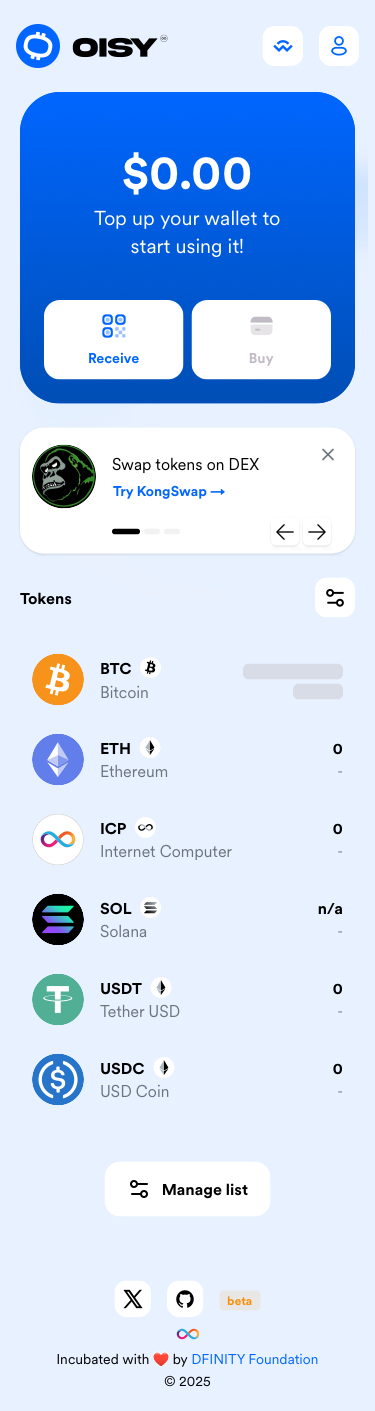 OISY
$0.00
Top up your wallet to
start using it!
Receive
Buy
Swap tokens on DEX
Try KongSwap →
Tokens
BTC
Bitcoin
ETH
0
Ethereum
-
ICP
0
Internet Computer
-
SOL
n/a
Solana
-
USDT
0
Tether USD
-
USDC
0
USD Coin
-
Manage list
beta
Incubated with ❤️ by DFINITY Foundation
© 2025